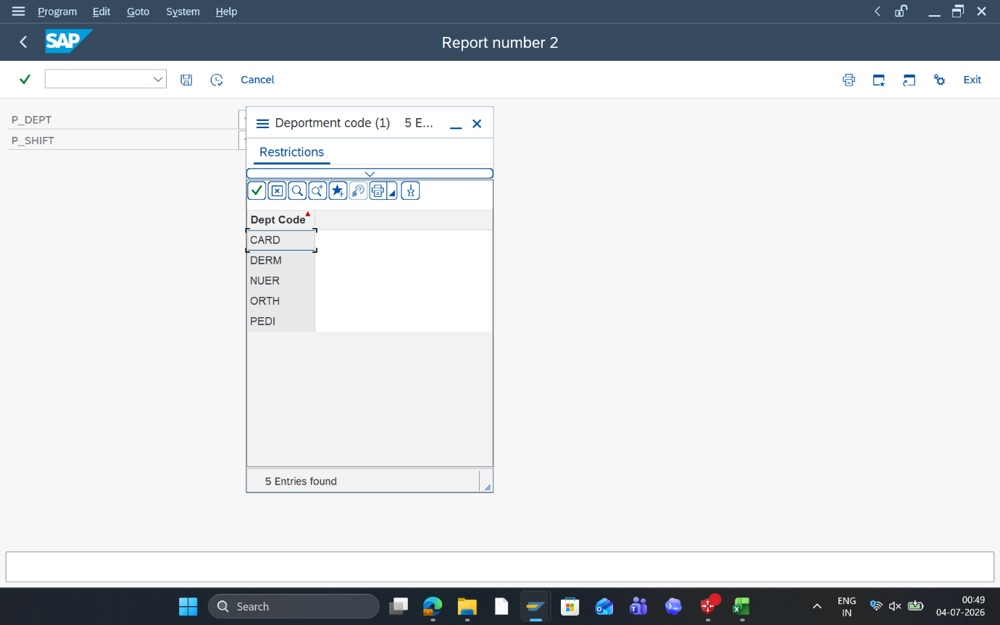 Program Edit Goto System Help
SAP Report number 2
Cancel Exit
P_DEPT
P_SHIFT
Deportment code (1) 5 E...
Restrictions
Dept Code
CARD
DERM
NUER
ORTH
PEDI
5 Entries found
Search
ENG
IN
00:49
04-07-2026